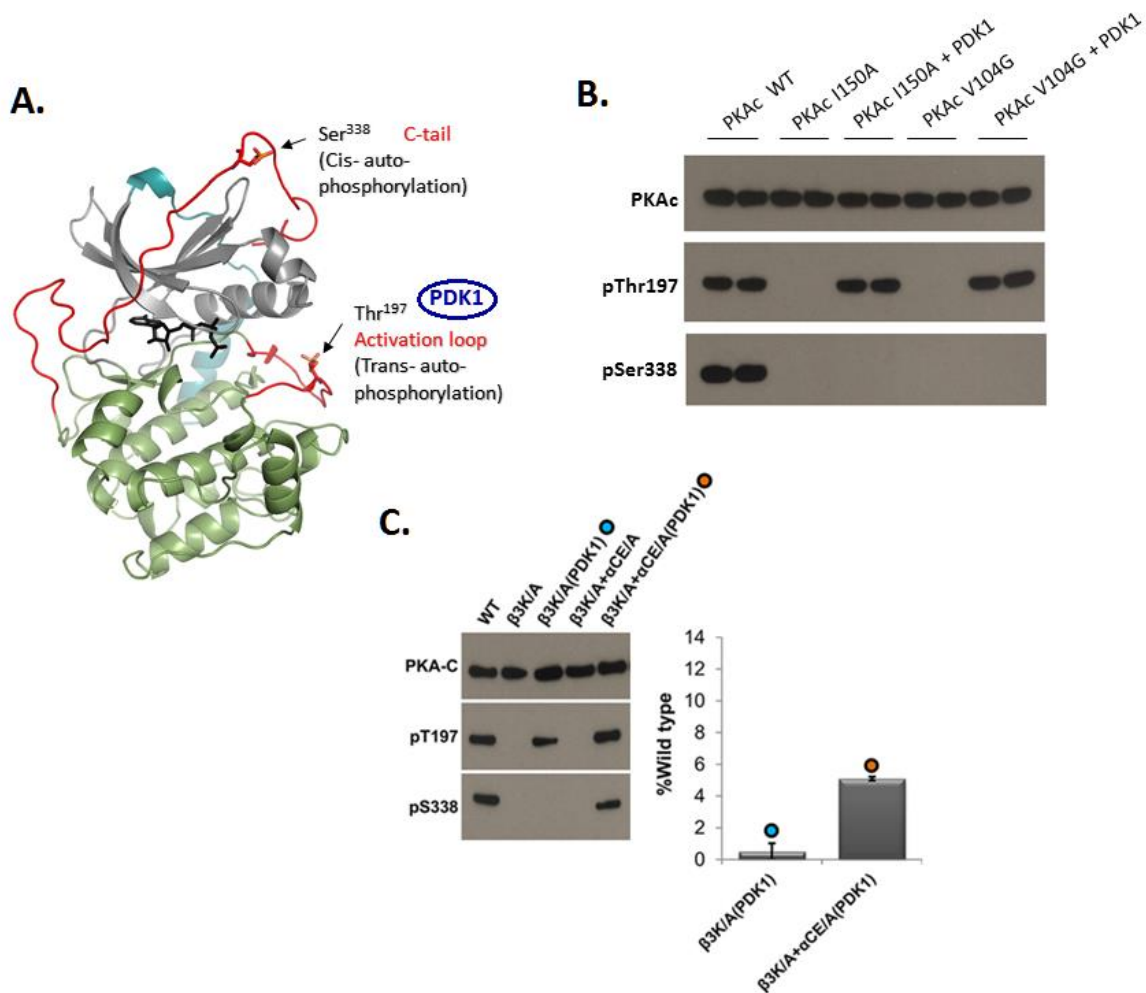 A.
Ser338 C-tail
(Cis- auto-
phosphorylation)
Thr197 PDK1
Activation loop
(Trans- auto-
phosphorylation)
B.
PKAc WT
PKAc I150A
PKAc I150A + PDK1
PKAc V104G
PKAc V104G + PDK1
PKAc
pThr197
pSer338
C.
WT
β3K/A
β3K/A(PDK1)
β3K/A+αCE/A
β3K/A+αCE/A(PDK1)
PKA-C
pT197
pS338
%Wild type
14
12
10
8
6
4
2
0
β3K/A(PDK1)
β3K/A+αCE/A(PDK1)